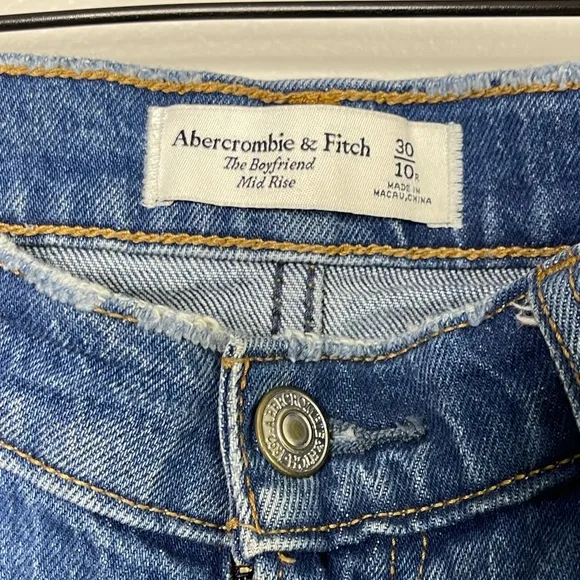 Abercrombie & Fitch
The Boyfriend
Mid Rise
30
10R
MADE IN
MACAU, CHINA